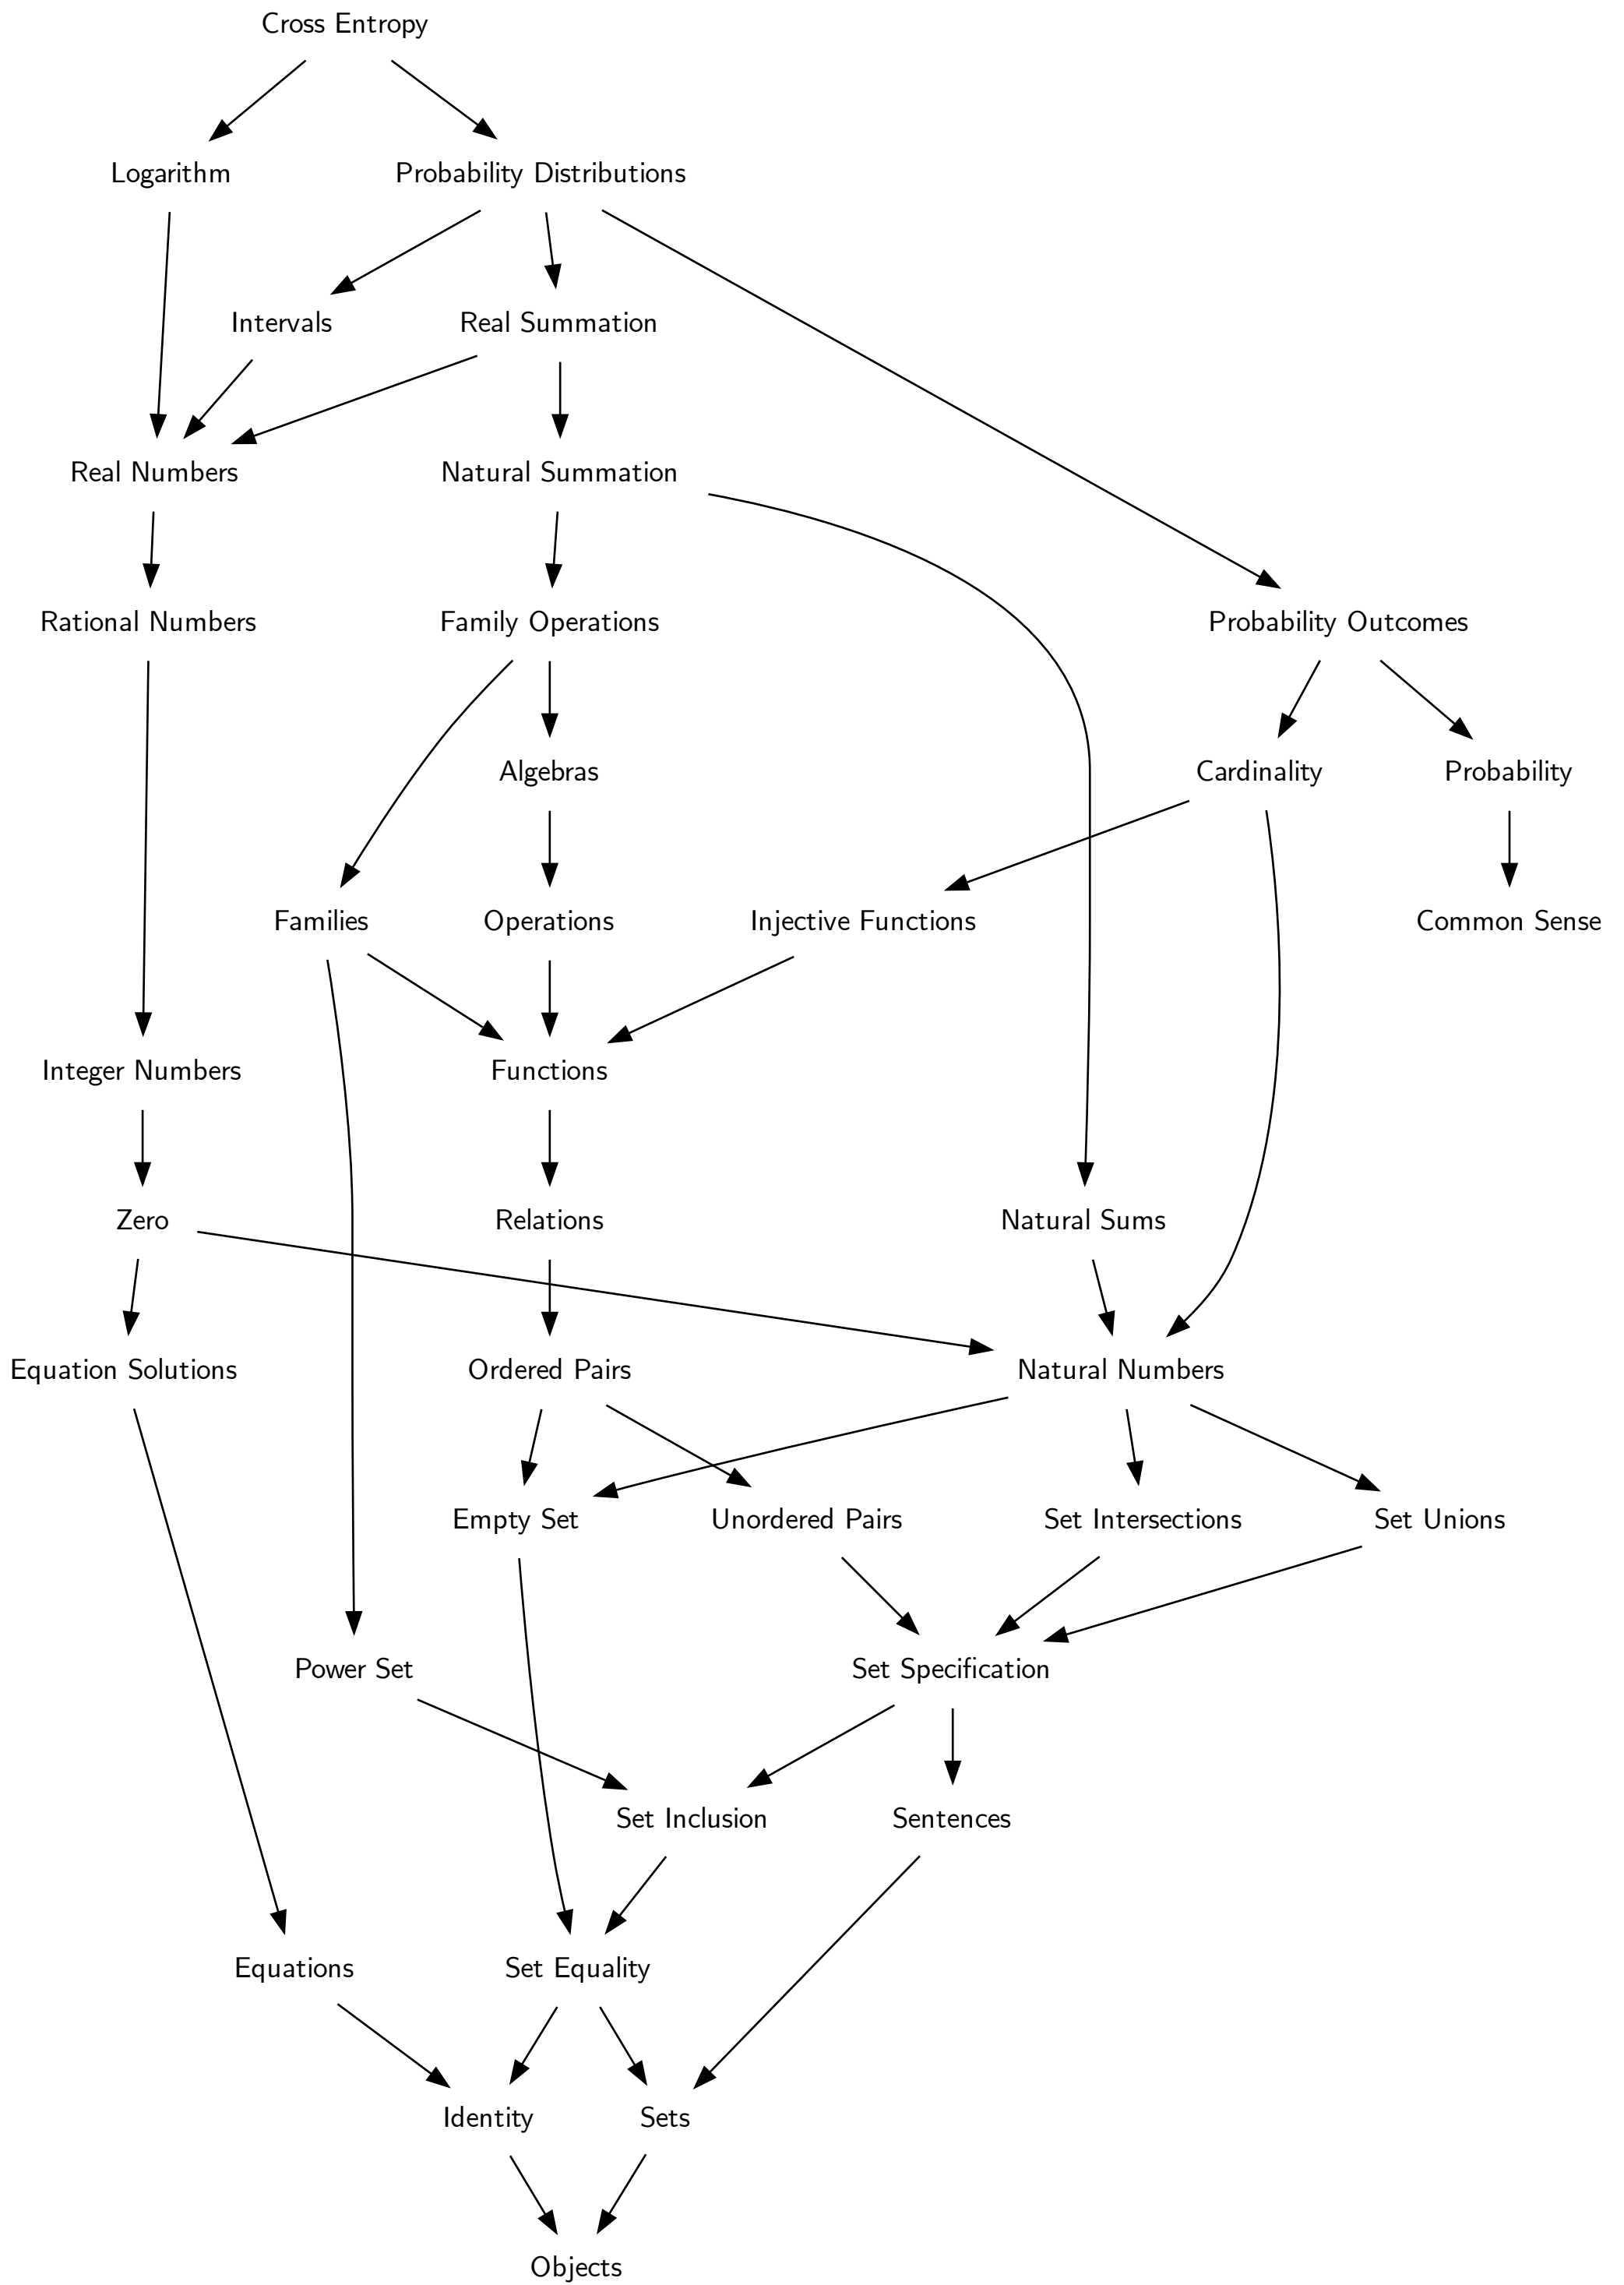 Cross Entropy
Logarithm
Probability Distributions
Intervals
Real Summation
Real Numbers
Natural Summation
Rational Numbers
Family Operations
Probability Outcomes
Algebras
Cardinality
Probability
Families
Operations
Injective Functions
Common Sense
Integer Numbers
Functions
Zero
Relations
Natural Sums
Equation Solutions
Ordered Pairs
Natural Numbers
Empty Set
Unordered Pairs
Set Intersections
Set Unions
Power Set
Set Specification
Set Inclusion
Sentences
Equations
Set Equality
Identity
Sets
Objects